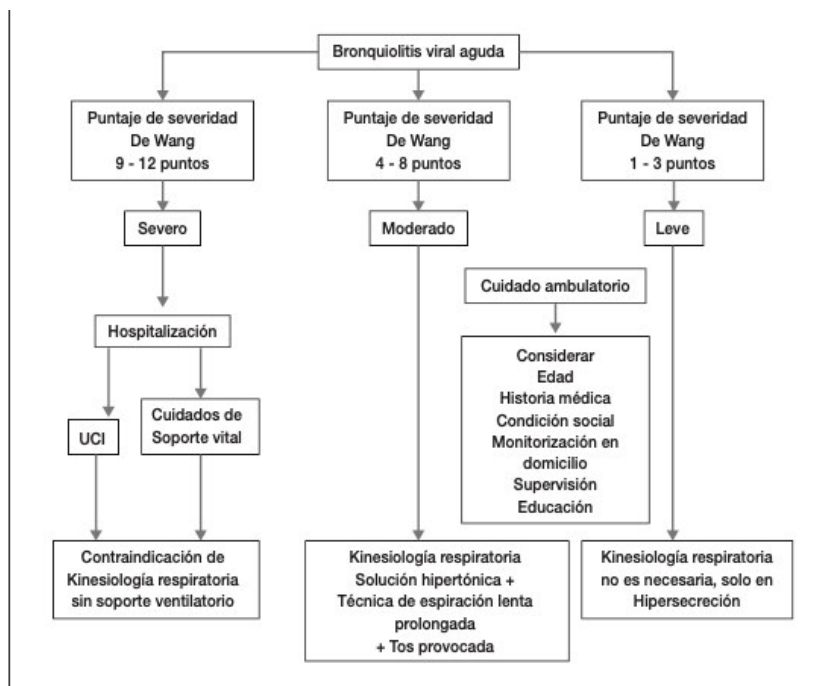 Bronquiolitis viral aguda
Puntaje de severidad
De Wang
9 - 12 puntos
Puntaje de severidad
De Wang
4 - 8 puntos
Puntaje de severidad
De Wang
1 - 3 puntos
Severo
Moderado
Leve
Cuidado ambulatorio
Hospitalización
Considerar
Edad
Historia médica
Condición social
Monitorización en
domicilio
Supervisión
Educación
UCI
Cuidados de
Soporte vital
Contraindicación de
Kinesiología respiratoria
sin soporte ventilatorio
Kinesiología respiratoria
Solución hipertónica +
Técnica de espiración lenta
prolongada
+ Tos provocada
Kinesiología respiratoria
no es necesaria, solo en
Hipersecreción